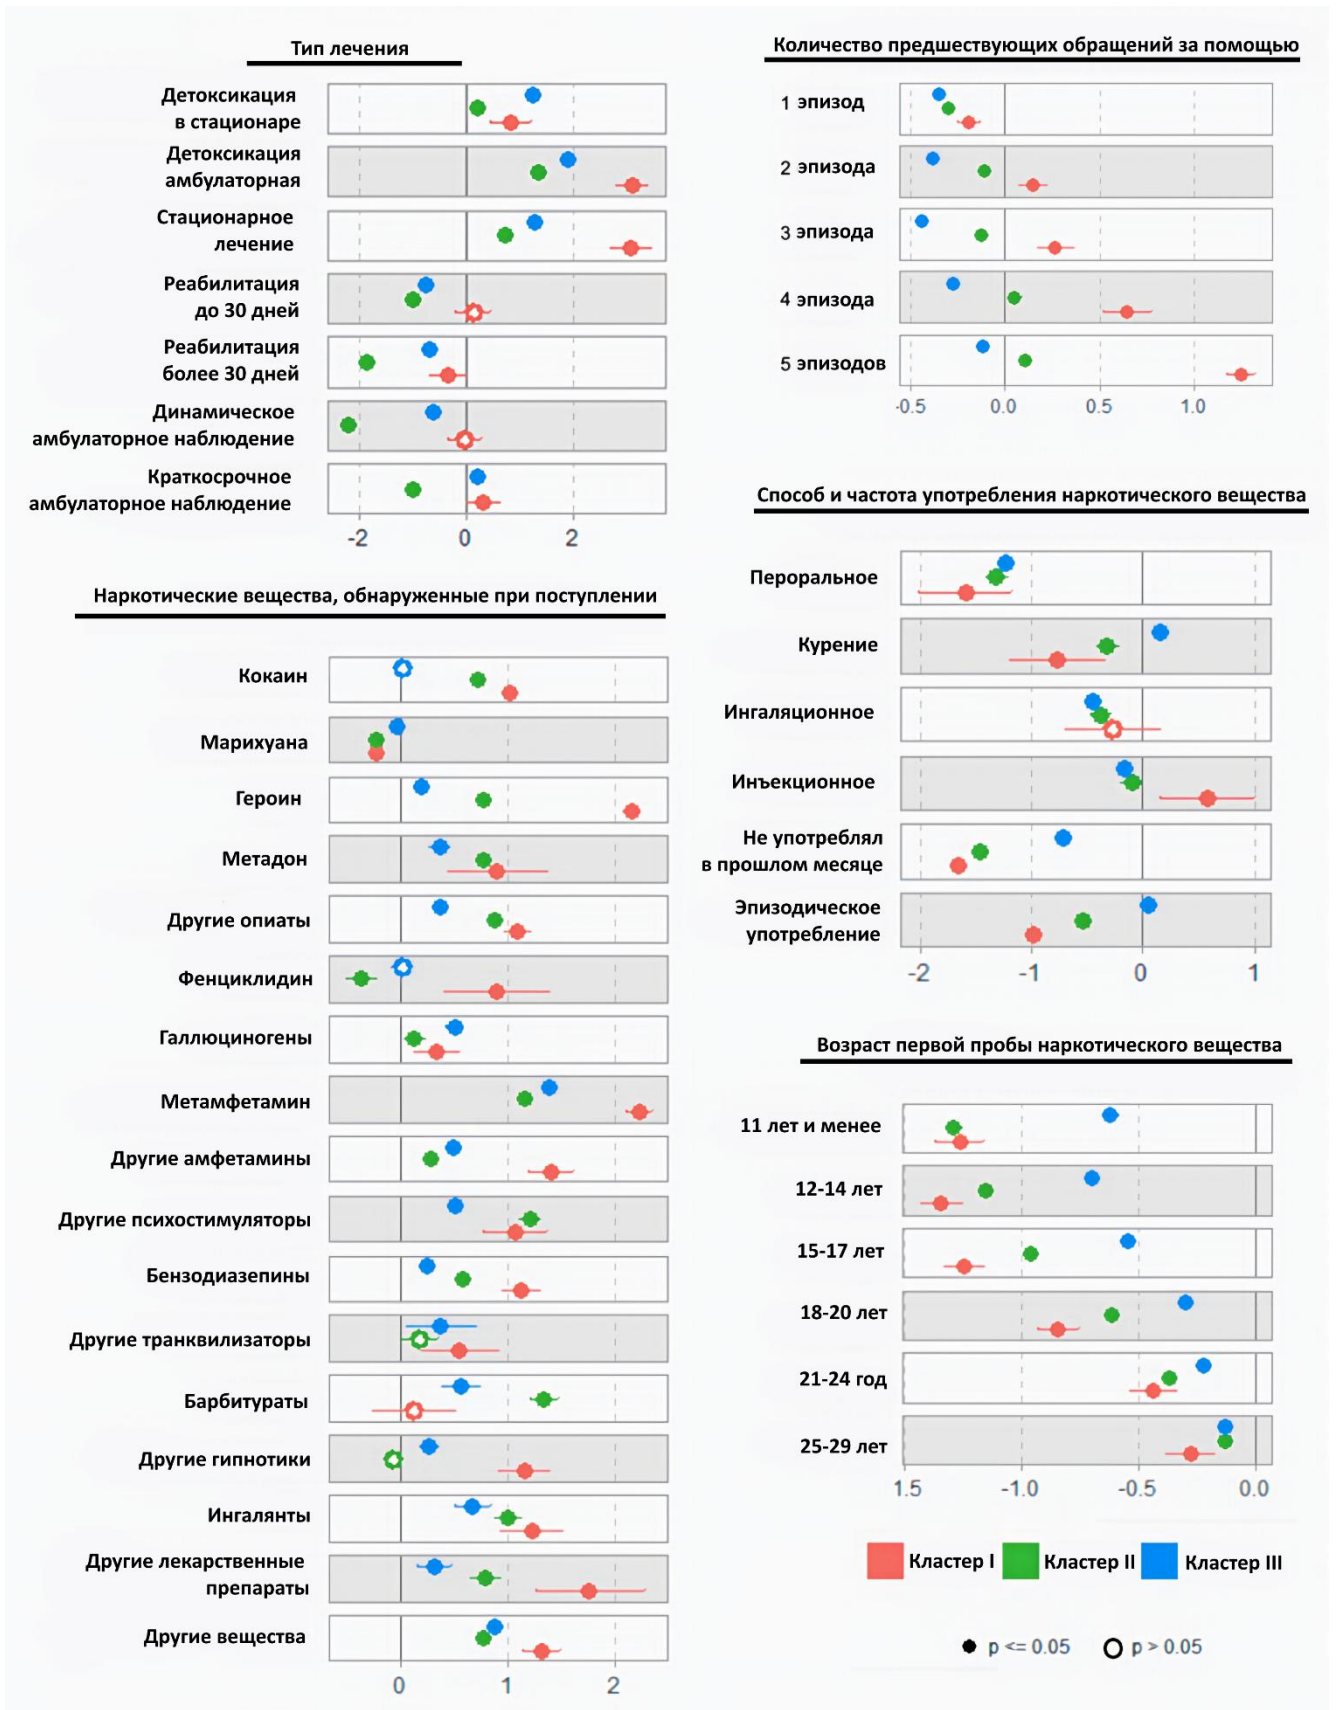 Тип лечения
Детоксикация
в стационаре
Детоксикация
амбулаторная
Стационарное
лечение
Реабилитация
до 30 дней
Реабилитация
более 30 дней
Динамическое
амбулаторное наблюдение
Краткосрочное
амбулаторное наблюдение
-2 0 2
Наркотические вещества, обнаруженные при поступлении
Кокаин
Марихуана
Героин
Метадон
Другие опиаты
Фенциклидин
Галлюциногены
Метамфетамин
Другие амфетамины
Другие психостимуляторы
Бензодиазепины
Другие транквилизаторы
Барбитураты
Другие гипнотики
Ингалянты
Другие лекарственные
препараты
Другие вещества
0 1 2
Количество предшествующих обращений за помощью
1 эпизод
2 эпизода
3 эпизода
4 эпизода
5 эпизодов
-0.5 0.0 0.5 1.0
Способ и частота употребления наркотического вещества
Пероральное
Курение
Ингаляционное
Инъекционное
Не употреблял
в прошлом месяце
Эпизодическое
употребление
-2 -1 0 1
Возраст первой пробы наркотического вещества
11 лет и менее
12-14 лет
15-17 лет
18-20 лет
21-24 год
25-29 лет
1.5 -1.0 -0.5 0.0
Кластер I Кластер II Кластер III
p <= 0.05 p > 0.05